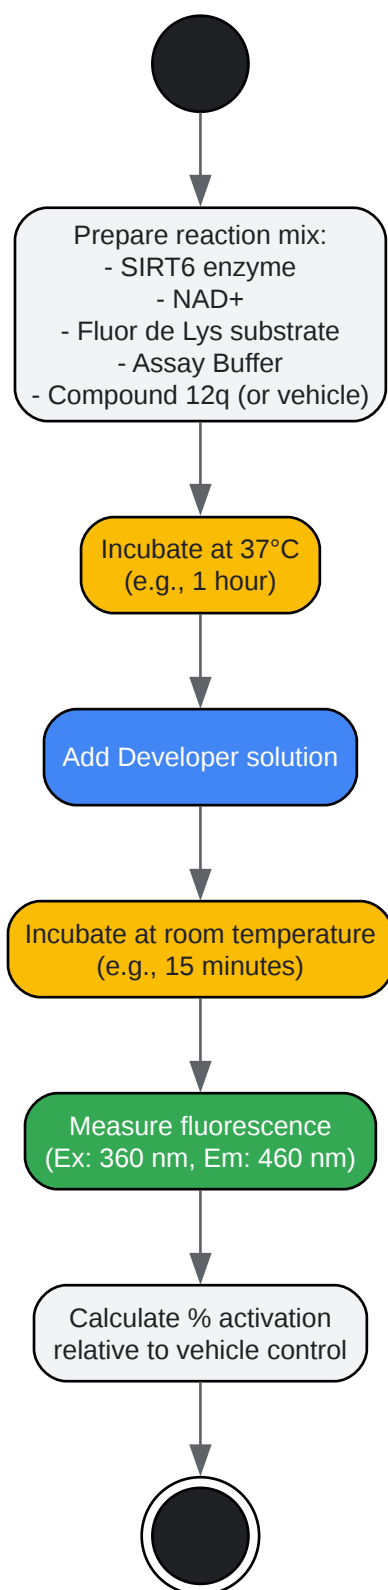 Prepare reaction mix:
- SIRT6 enzyme
- NAD+
- Fluor de Lys substrate
- Assay Buffer
- Compound 12q (or vehicle)
Incubate at 37°C
(e.g., 1 hour)
Add Developer solution
Incubate at room temperature
(e.g., 15 minutes)
Measure fluorescence
(Ex: 360 nm, Em: 460 nm)
Calculate % activation
relative to vehicle control